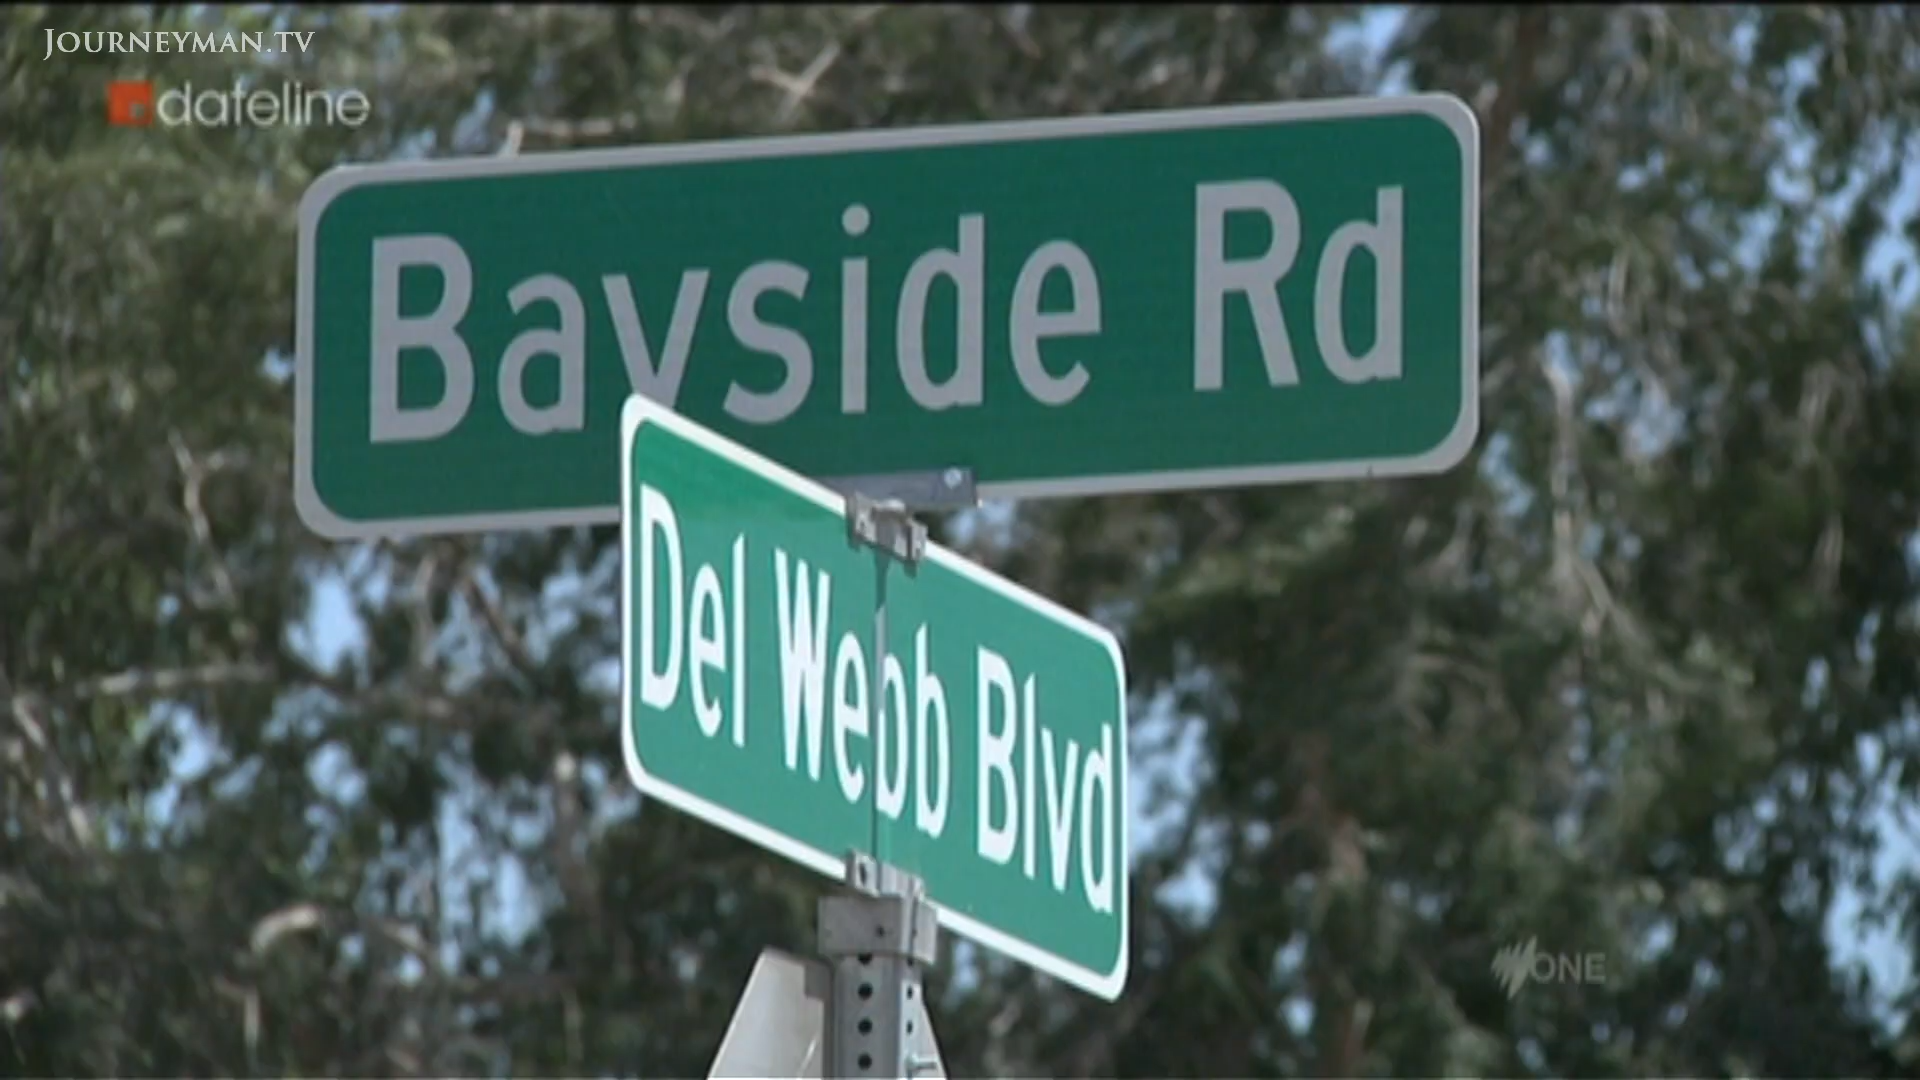 JOURNEYMAN.TV
dateline
Bayside Rd
Del Webb Blvd
ONE